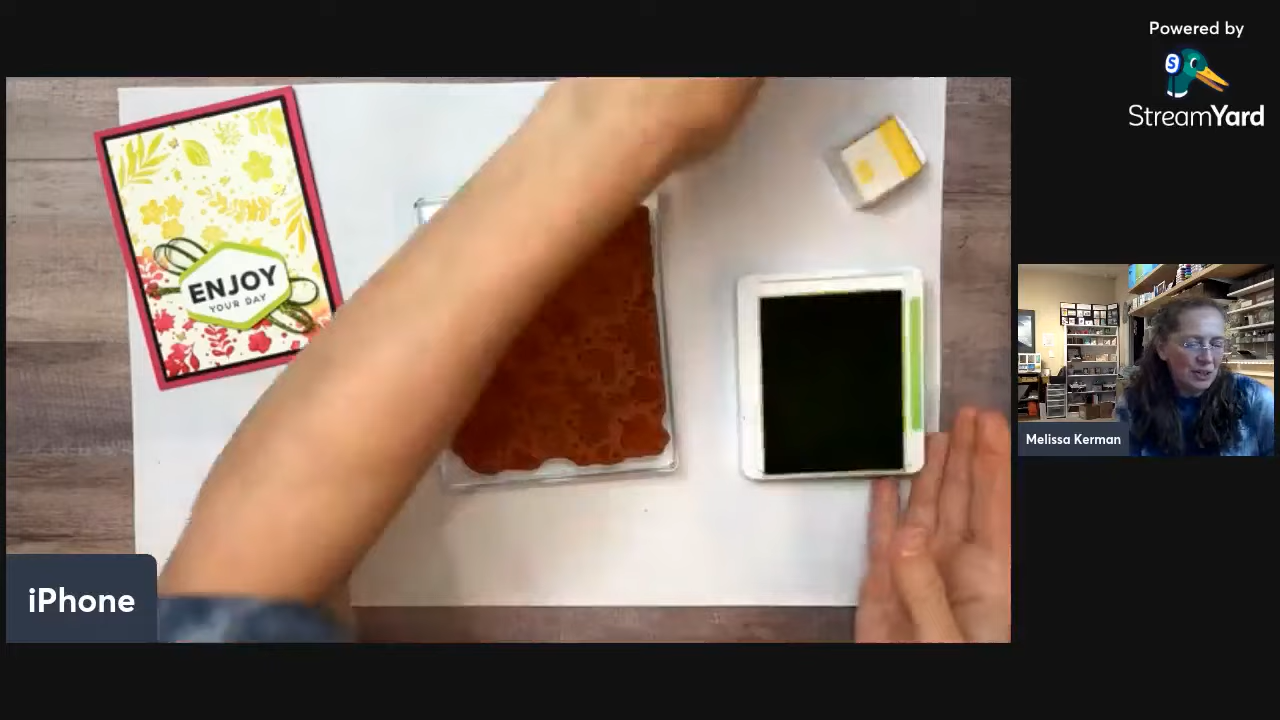 Powered by
S
StreamYard
ENJOY
YOUR DAY
Melissa Kerman
iPhone